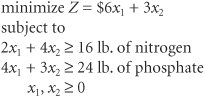 minimize Z = $6x₁ + 3x₂
subject to
2x₁ + 4x₂ ≥ 16 lb. of nitrogen
4x₁ + 3x₂ ≥ 24 lb. of phosphate
x₁, x₂ ≥ 0